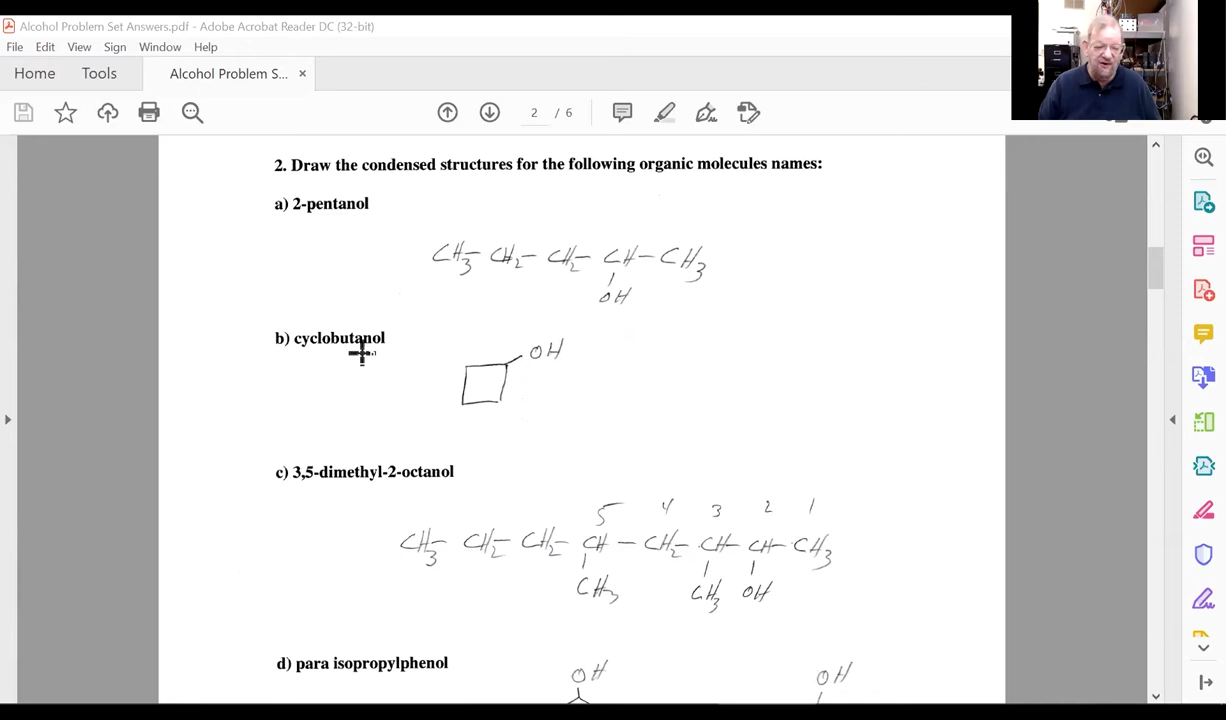 Alcohol Problem Set Answers.pdf - Adobe Acrobat Reader DC (32-bit)
File Edit View Sign Window Help
Home Tools Alcohol Problem S... ×
2 / 6
2. Draw the condensed structures for the following organic molecules names:
a) 2-pentanol
CH3 - CH2 - CH2 - CH - CH3
OH
b) cyclobutanol
OH
c) 3,5-dimethyl-2-octanol
5 4 3 2 1
CH3 - CH2 - CH2 - CH - CH2 - CH - CH - CH3
CH3 CH3 OH
d) para isopropylphenol
OH OH